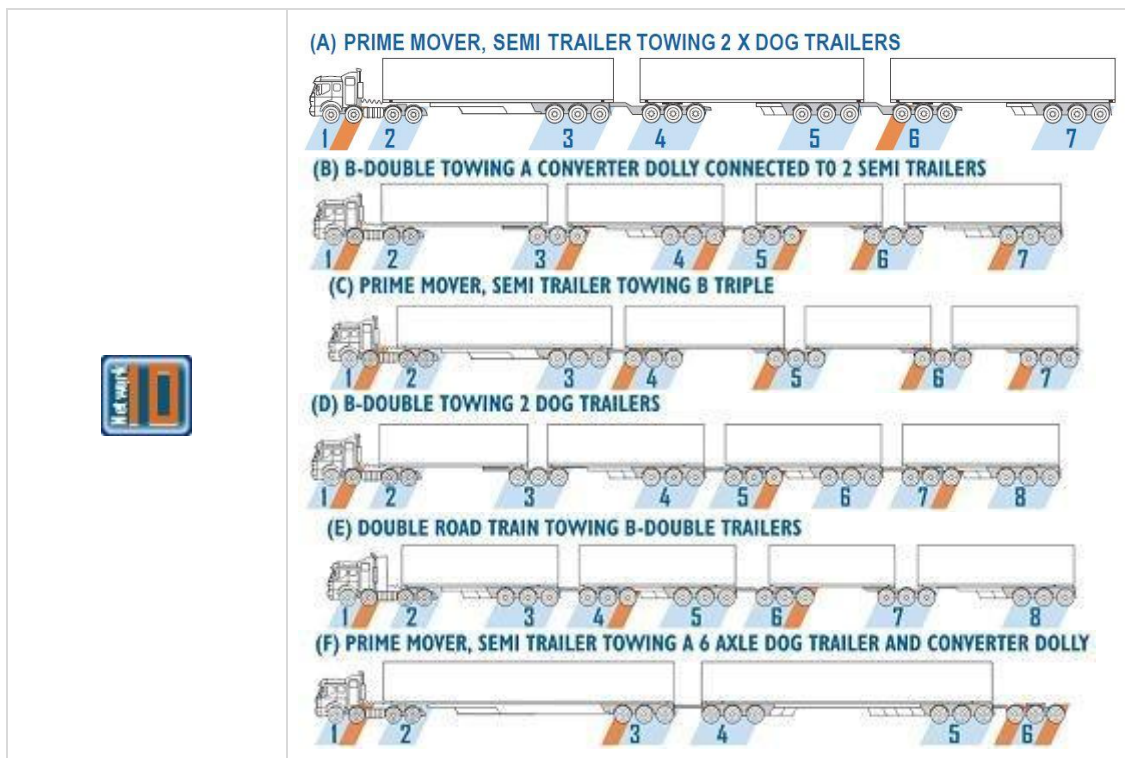 Network
10
(A) PRIME MOVER, SEMI TRAILER TOWING 2 X DOG TRAILERS
1 2 3 4 5 6 7
(B) B-DOUBLE TOWING A CONVERTER DOLLY CONNECTED TO 2 SEMI TRAILERS
1 2 3 4 5 6 7
(C) PRIME MOVER, SEMI TRAILER TOWING B TRIPLE
1 2 3 4 5 6 7
(D) B-DOUBLE TOWING 2 DOG TRAILERS
1 2 3 4 5 6 7 8
(E) DOUBLE ROAD TRAIN TOWING B-DOUBLE TRAILERS
1 2 3 4 5 6 7 8
(F) PRIME MOVER, SEMI TRAILER TOWING A 6 AXLE DOG TRAILER AND CONVERTER DOLLY
1 2 3 4 5 6